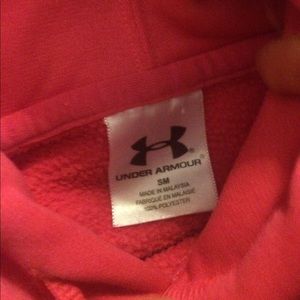 UNDER ARMOUR
SM
MADE IN MALAYSIA
FABRIQUE EN MALAISIE
100% POLYESTER